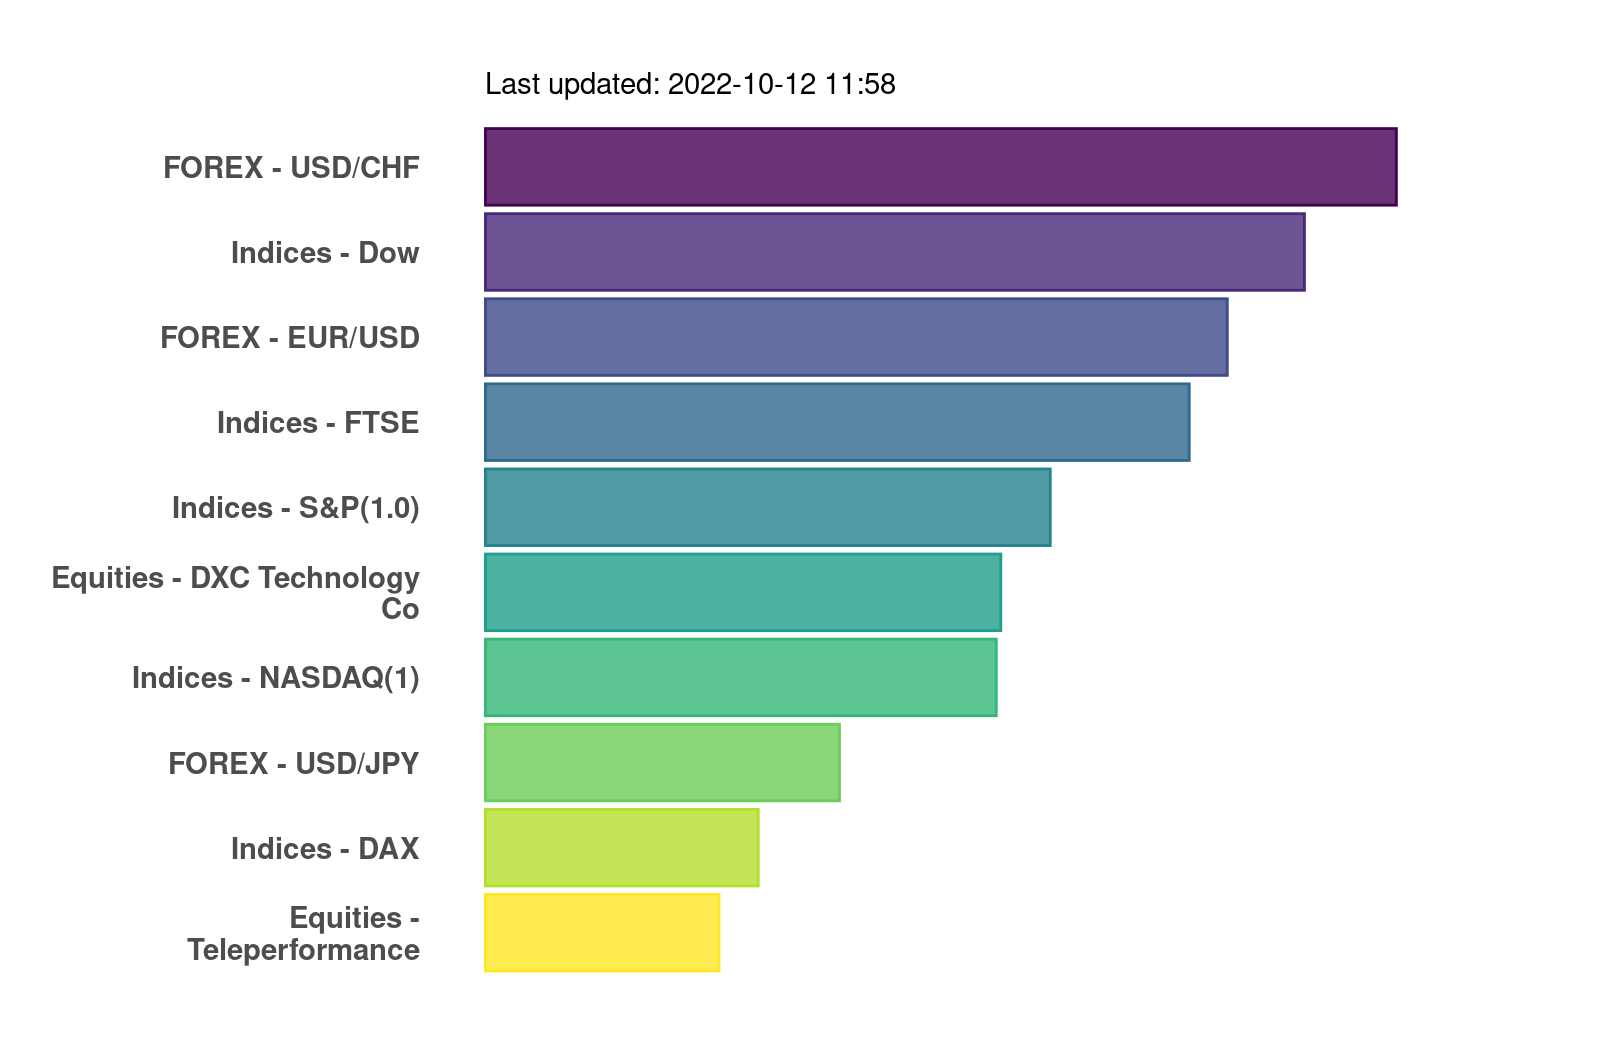 Last updated: 2022-10-12 11:58
FOREX - USD/CHF
Indices - Dow
FOREX - EUR/USD
Indices - FTSE
Indices - S&P(1.0)
Equities - DXC Technology
Co
Indices - NASDAQ(1)
FOREX - USD/JPY
Indices - DAX
Equities -
Teleperformance